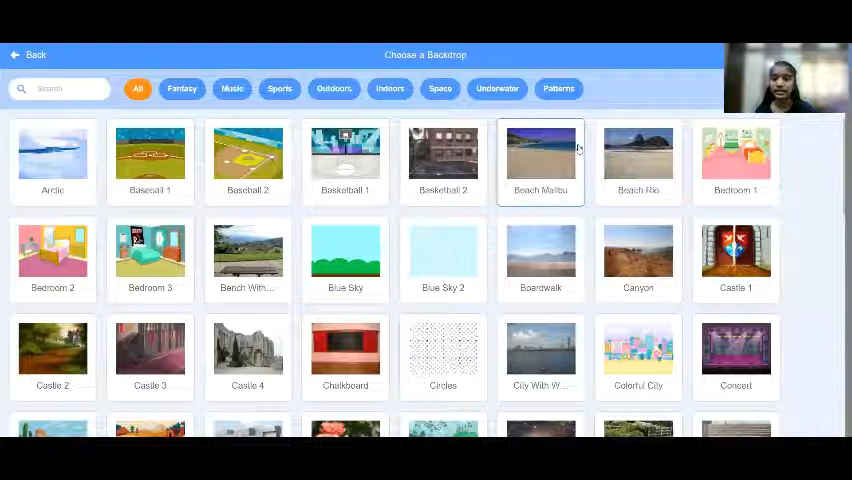 Back
Choose a Backdrop
Search
All
Fantasy
Music
Sports
Outdoors
Indoors
Space
Underwater
Patterns
Arctic
Baseball 1
Baseball 2
Basketball 1
Basketball 2
Beach Malibu
Beach Rio
Bedroom 1
Bedroom 2
Bedroom 3
Bench With...
Blue Sky
Blue Sky 2
Boardwalk
Canyon
Castle 1
Castle 2
Castle 3
Castle 4
Chalkboard
Circles
City With W...
Colorful City
Concert